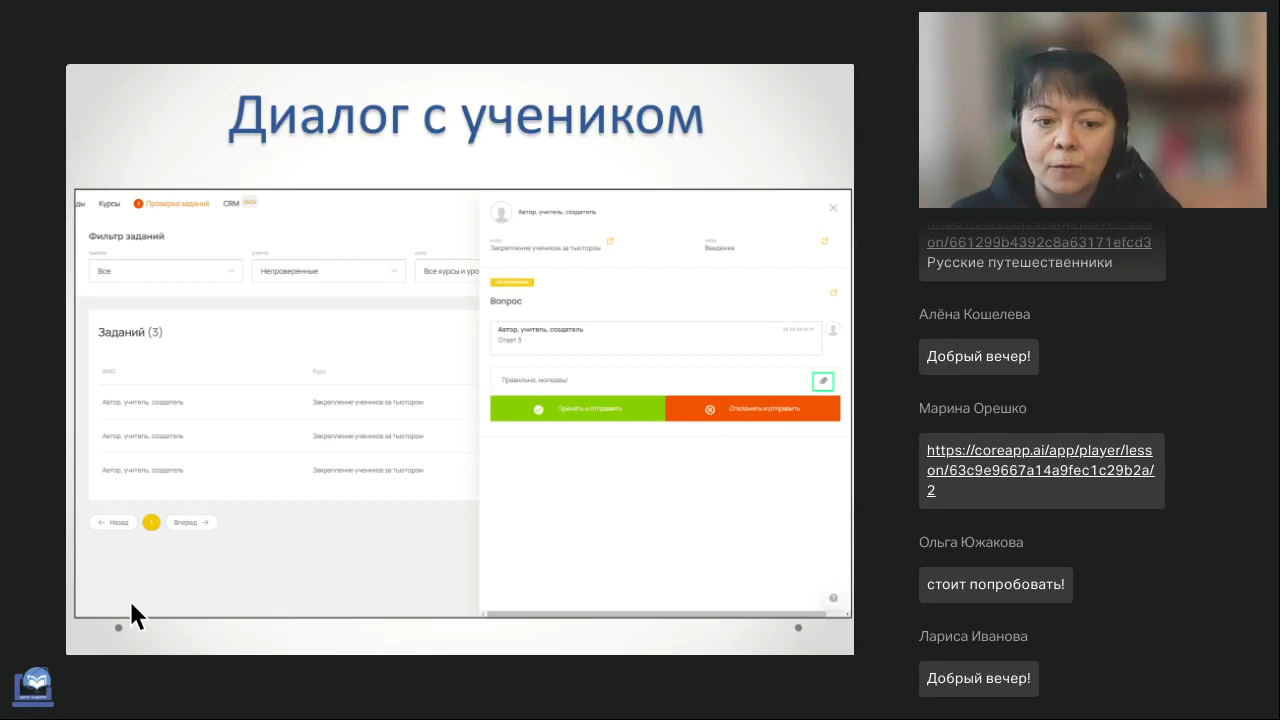 Диалог с учеником
ды Курсы Проверка заданий CRM
Фильтр заданий
Все
Непроверенные
Все курсы и уро
Заданий (3)
ФИО Курс
Автор, учитель, создатель Закрепление учеников за тьютором
Автор, учитель, создатель Закрепление учеников за тьютором
Автор, учитель, создатель Закрепление учеников за тьютором
Назад 1 Вперед
Автор, учитель, создатель
Закрепление учеников за тьютором Введение
Вопрос
Автор, учитель, создатель
Ответ 3
Правильно, молодец!
Принять и отправить Отклонить и отправить
on/661299b4392c8a63171efcd3
Русские путешественники
Алёна Кошелева
Добрый вечер!
Марина Орешко
https://coreapp.ai/app/player/less
on/63c9e9667a14a9fec1c29b2a/
2
Ольга Южакова
стоит попробовать!
Лариса Иванова
Добрый вечер!